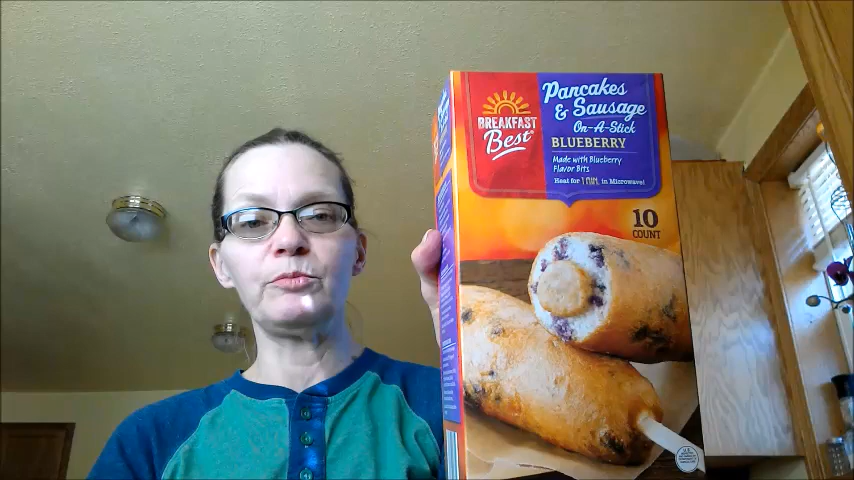 BREAKFAST
Best
Pancakes
& Sausage
On-A-Stick
BLUEBERRY
Made with Blueberry
Flavor Bits
Heat for 1 MIN. in Microwave!
10
COUNT